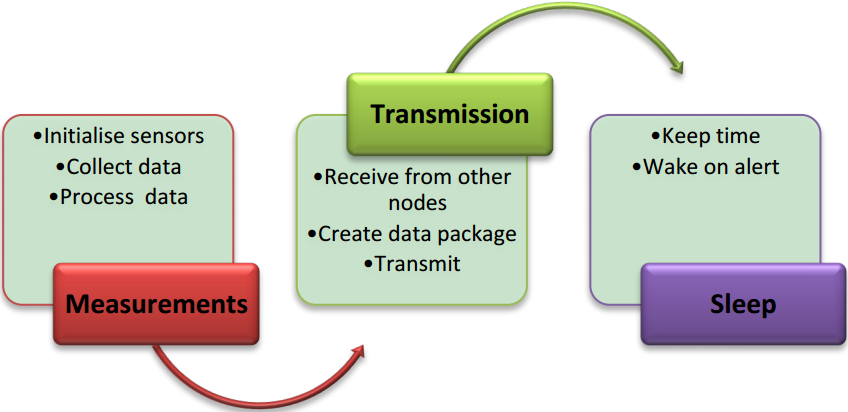 •Initialise sensors
•Collect data
•Process  data
Measurements
Transmission
•Receive from other
nodes
•Create data package
•Transmit
•Keep time
•Wake on alert
Sleep